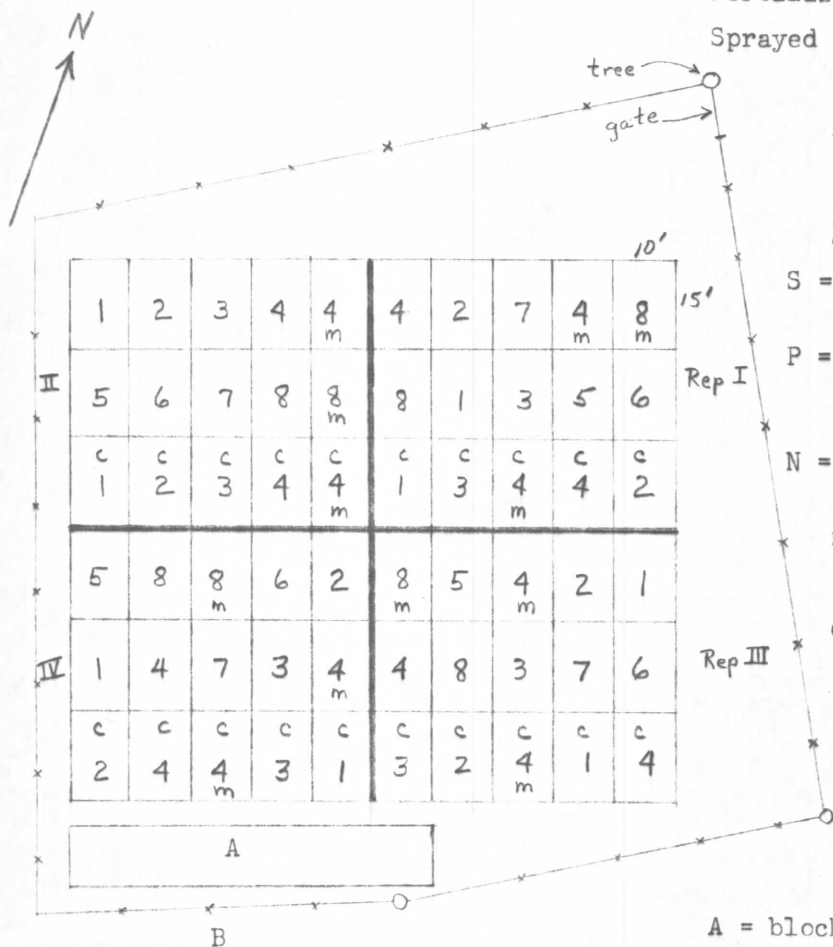 Sprayed
N
tree
gate
10'
1 2 3 4 4 4 2 7 4 8
m m m
15'
S =
P =
II
Rep I
5 6 7 8 8 8 1 3 5 6
m
N =
c c c c c c c c c c
1 2 3 4 4 1 3 4 4 2
m m
5 8 8 6 2 8 5 4 2 1
m m m
IV
Rep III
1 4 7 3 4 4 8 3 7 6
m
c c c c c c c c c c
2 4 4 3 1 3 2 4 1 4
m m
A
B
A = block